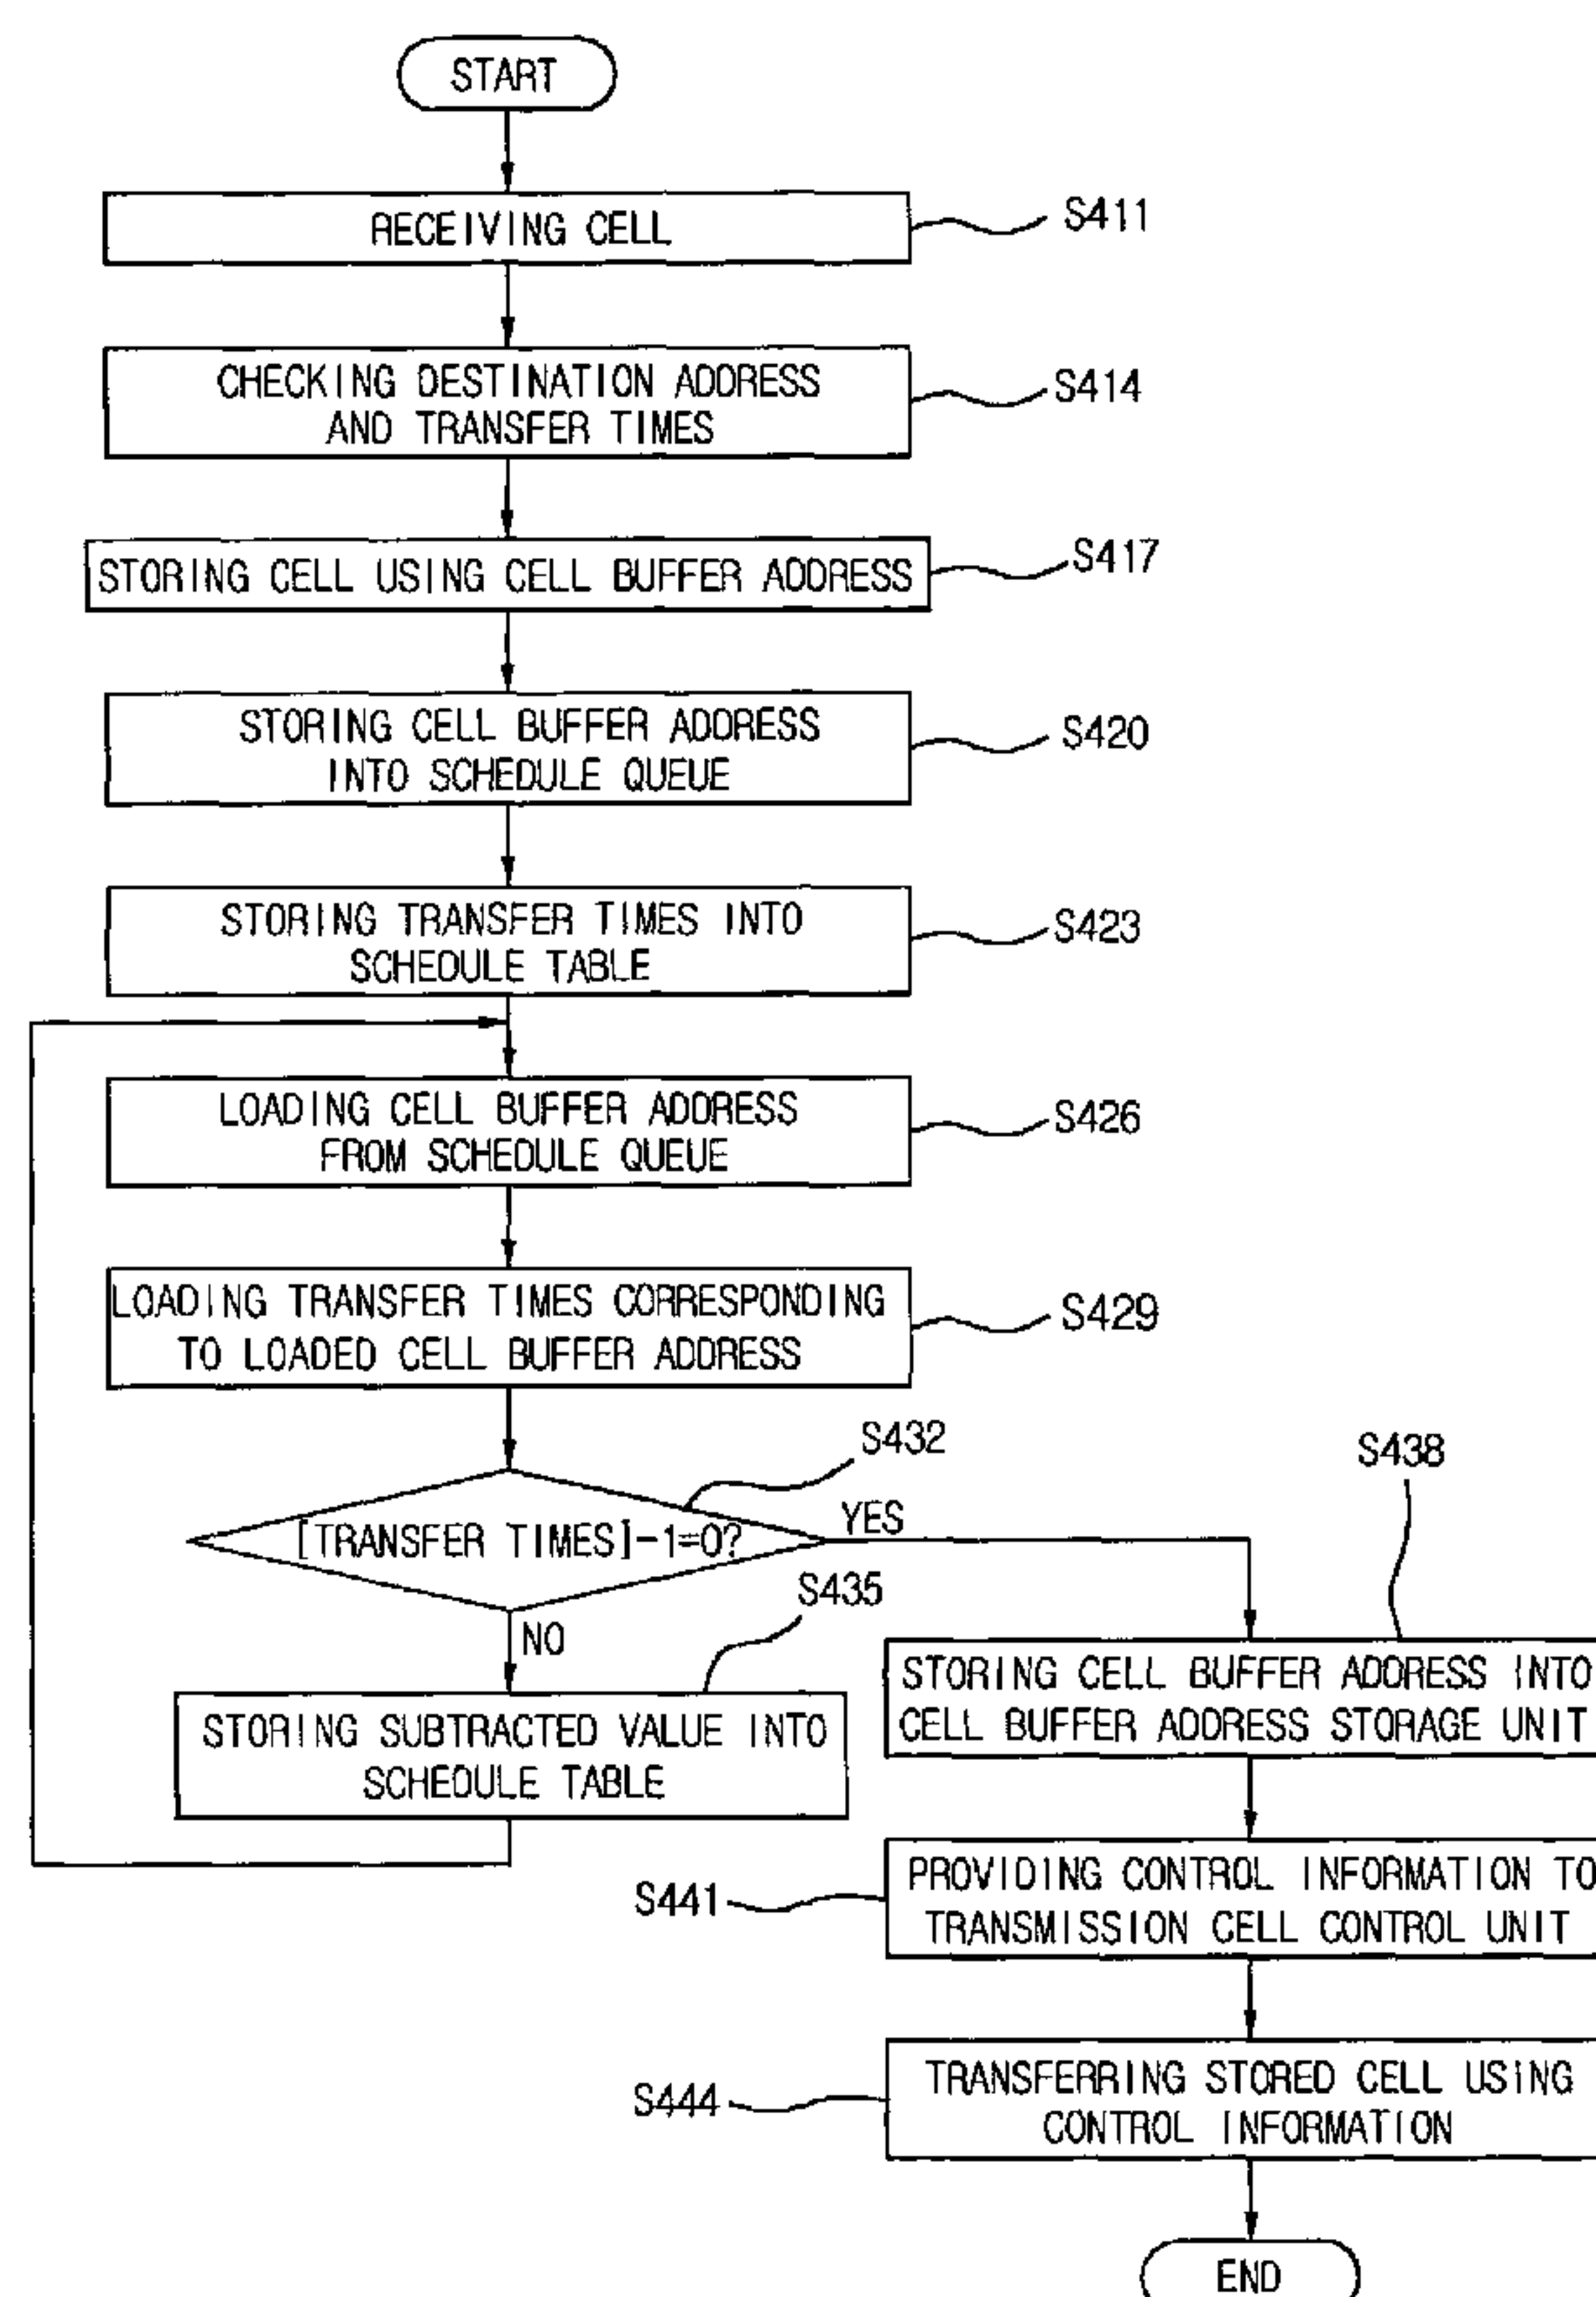 START
RECEIVING CELL
S411
CHECKING DESTINATION ADDRESS
AND TRANSFER TIMES
S414
STORING CELL USING CELL BUFFER ADDRESS
S417
STORING CELL BUFFER ADDRESS
INTO SCHEDULE QUEUE
S420
STORING TRANSFER TIMES INTO
SCHEDULE TABLE
S423
LOADING CELL BUFFER ADDRESS
FROM SCHEDULE QUEUE
S426
LOADING TRANSFER TIMES CORRESPONDING
TO LOADED CELL BUFFER ADDRESS
S429
S432
[TRANSFER TIMES]-1=0?
YES
NO
S435
STORING SUBTRACTED VALUE INTO
SCHEDULE TABLE
S438
STORING CELL BUFFER ADDRESS INTO
CELL BUFFER ADDRESS STORAGE UNIT
S441
PROVIDING CONTROL INFORMATION TO
TRANSMISSION CELL CONTROL UNIT
S444
TRANSFERRING STORED CELL USING
CONTROL INFORMATION
END